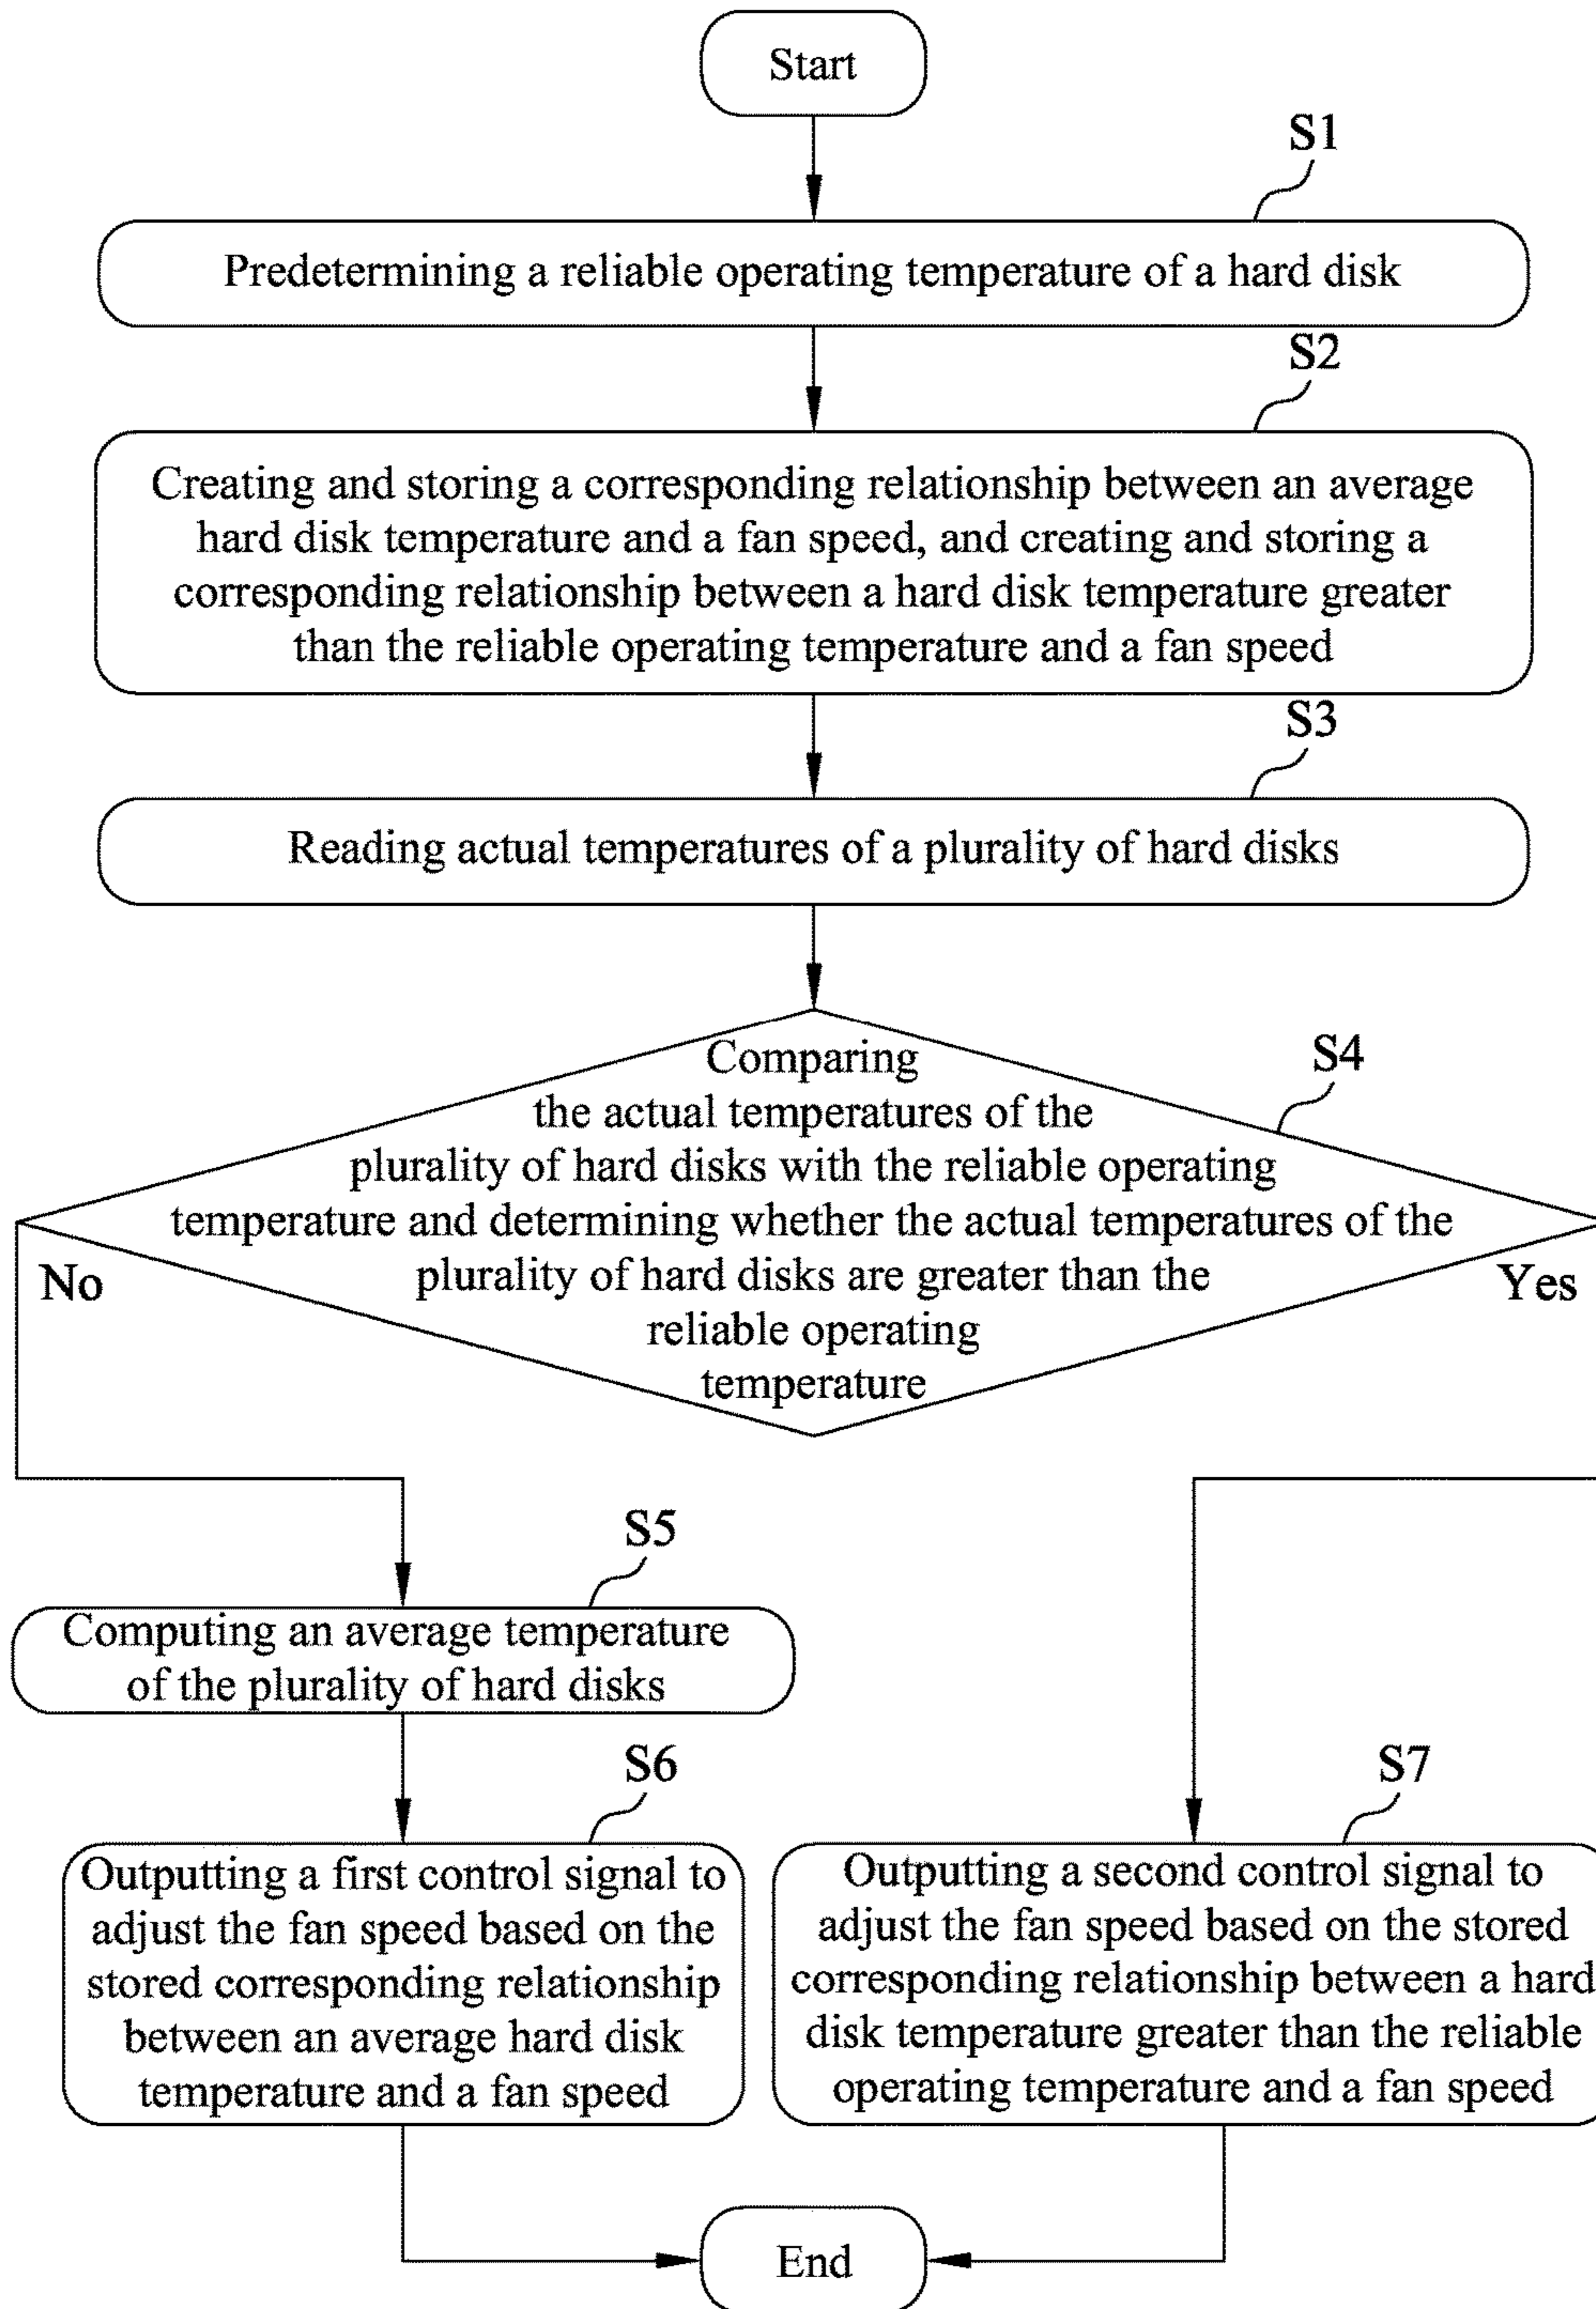 Start
S1
Predetermining a reliable operating temperature of a hard disk
S2
Creating and storing a corresponding relationship between an average
hard disk temperature and a fan speed, and creating and storing a
corresponding relationship between a hard disk temperature greater
than the reliable operating temperature and a fan speed
S3
Reading actual temperatures of a plurality of hard disks
S4
Comparing
the actual temperatures of the
plurality of hard disks with the reliable operating
temperature and determining whether the actual temperatures of the
plurality of hard disks are greater than the
reliable operating
temperature
No
Yes
S5
Computing an average temperature
of the plurality of hard disks
S6
Outputting a first control signal to
adjust the fan speed based on the
stored corresponding relationship
between an average hard disk
temperature and a fan speed
S7
Outputting a second control signal to
adjust the fan speed based on the stored
corresponding relationship between a hard
disk temperature greater than the reliable
operating temperature and a fan speed
End